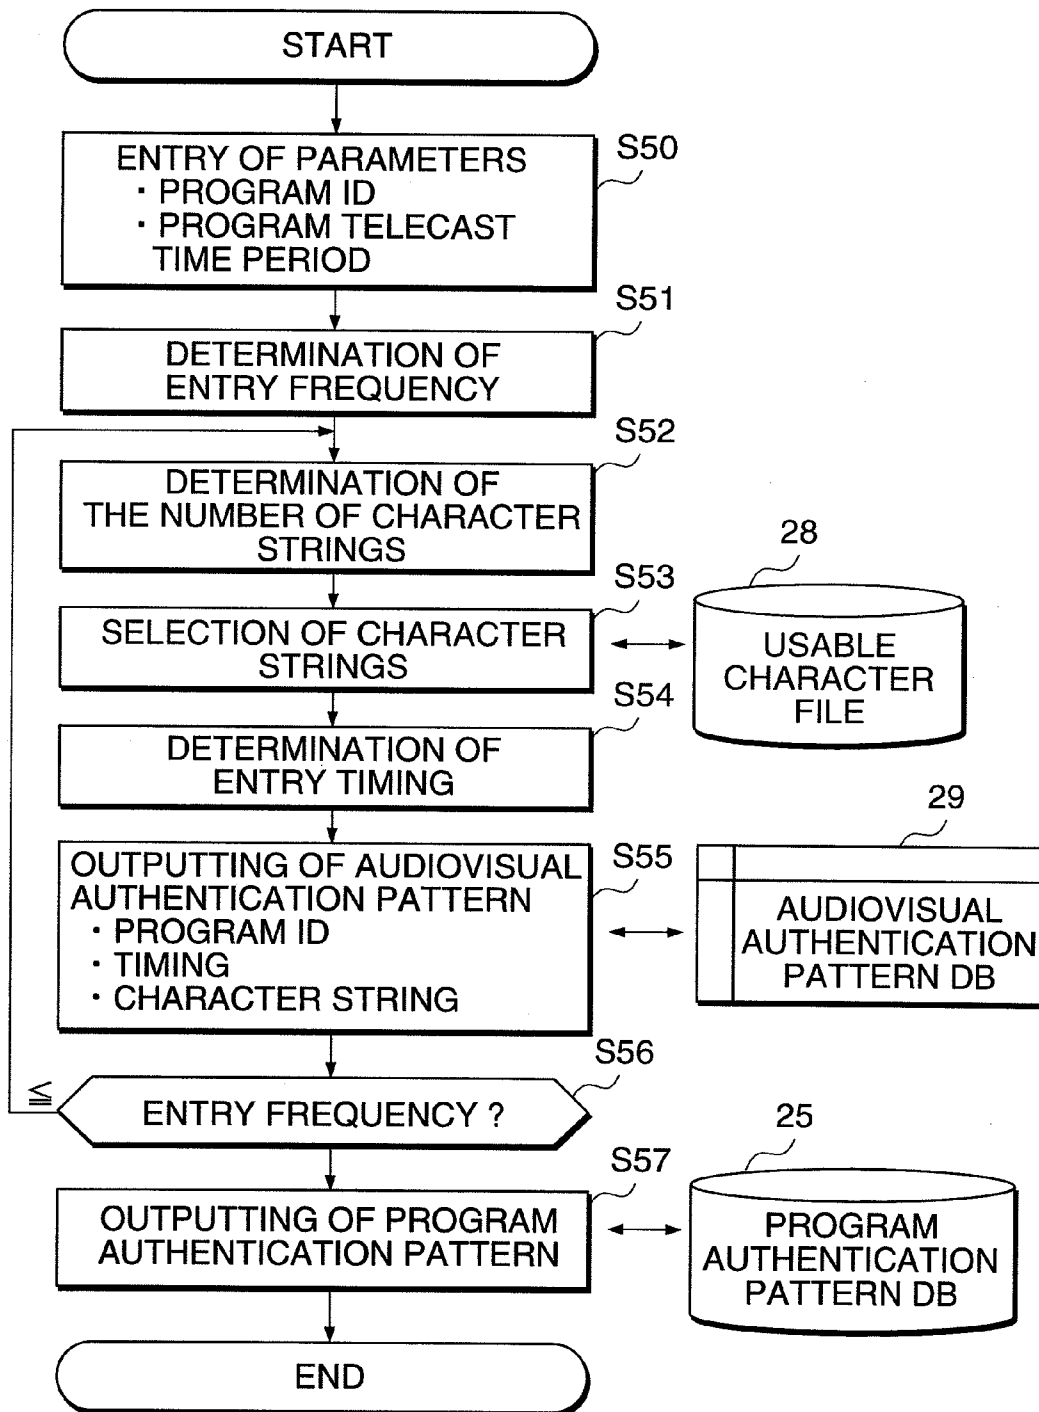 START
ENTRY OF PARAMETERS
・PROGRAM ID
・PROGRAM TELECAST
TIME PERIOD
S50
DETERMINATION OF
ENTRY FREQUENCY
S51
DETERMINATION OF
THE NUMBER OF CHARACTER
STRINGS
S52
SELECTION OF CHARACTER
STRINGS
S53
28
USABLE
CHARACTER
FILE
DETERMINATION OF
ENTRY TIMING
S54
OUTPUTTING OF AUDIOVISUAL
AUTHENTICATION PATTERN
・PROGRAM ID
・TIMING
・CHARACTER STRING
S55
29
AUDIOVISUAL
AUTHENTICATION
PATTERN DB
≦
ENTRY FREQUENCY ?
S56
OUTPUTTING OF PROGRAM
AUTHENTICATION PATTERN
S57
25
PROGRAM
AUTHENTICATION
PATTERN DB
END